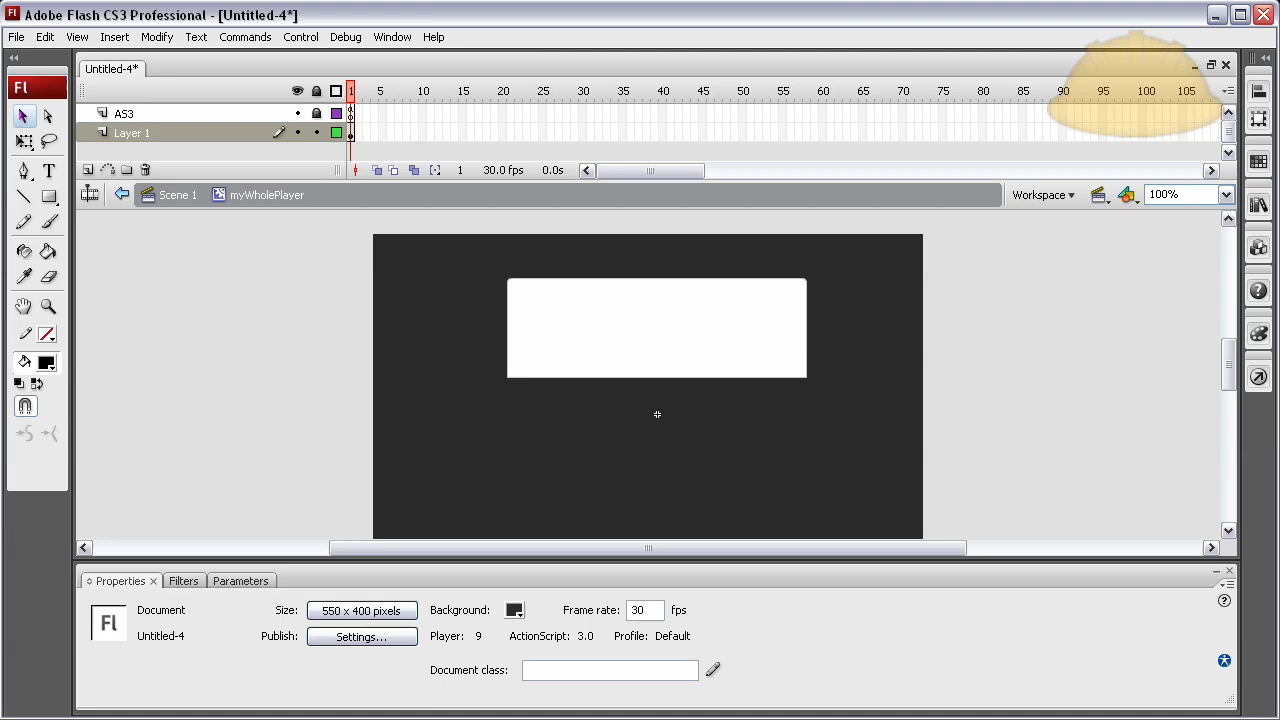 Fl Adobe Flash CS3 Professional - [Untitled-4*]
File Edit View Insert Modify Text Commands Control Debug Window Help
Untitled-4*
Fl
1 5 10 15 20 25 30 35 40 45 50 55 60 65 70 75 80 85 90 95 100 105
AS3
Layer 1
1 30.0 fps 0.0s
Scene 1 myWholePlayer Workspace 100%
T
Properties Filters Parameters
Fl Document Size: 550 x 400 pixels Background: Frame rate: 30 fps
Untitled-4 Publish: Settings... Player: 9 ActionScript: 3.0 Profile: Default
Document class: